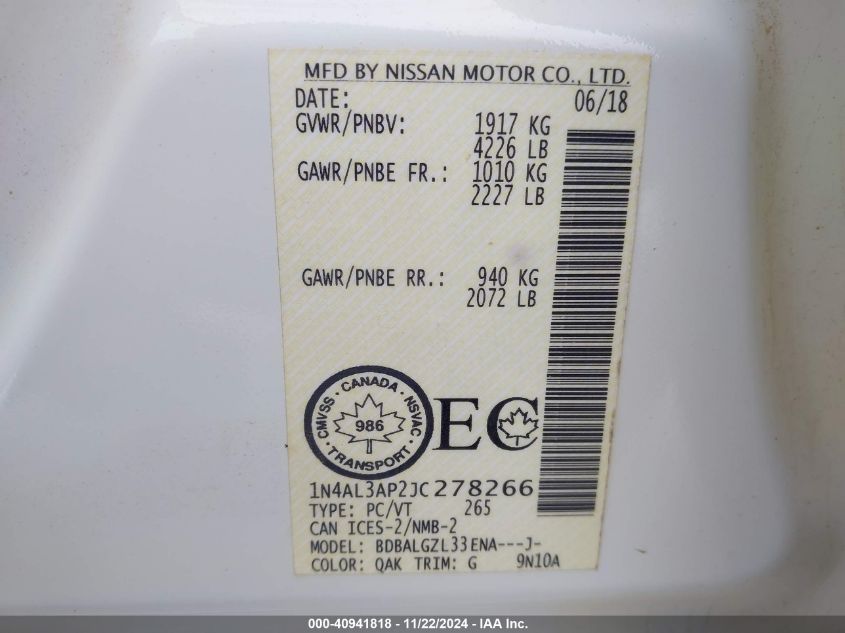 MFD BY NISSAN MOTOR CO., LTD.
DATE: 06/18
GVWR/PNBV: 1917 KG
4226 LB
GAWR/PNBE FR.: 1010 KG
2227 LB
GAWR/PNBE RR.: 940 KG
2072 LB
CMVSS · CANADA · NSVAC · TRANSPORT ·
986
EC
1N4AL3AP2JC278266
TYPE: PC/VT 265
CAN ICES-2/NMB-2
MODEL: BDBALGZL33ENA---J-
COLOR: QAK TRIM: G 9N10A
000-40941818 - 11/22/2024 - IAA Inc.